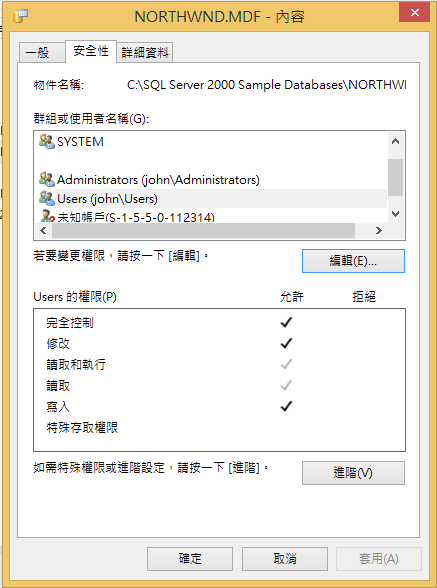 NORTHWND.MDF - 內容
一般 安全性 詳細資料
物件名稱: C:\SQL Server 2000 Sample Databases\NORTHWI
群組或使用者名稱(G):
SYSTEM
Administrators (john\Administrators)
Users (john\Users)
未知帳戶(S-1-5-5-0-112314)
若要變更權限，請按一下 [編輯]。
編輯(E)...
Users 的權限(P) 允許 拒絕
完全控制
修改
讀取和執行
讀取
寫入
特殊存取權限
如需特殊權限或進階設定，請按一下 [進階]。
進階(V)
確定 取消 套用(A)